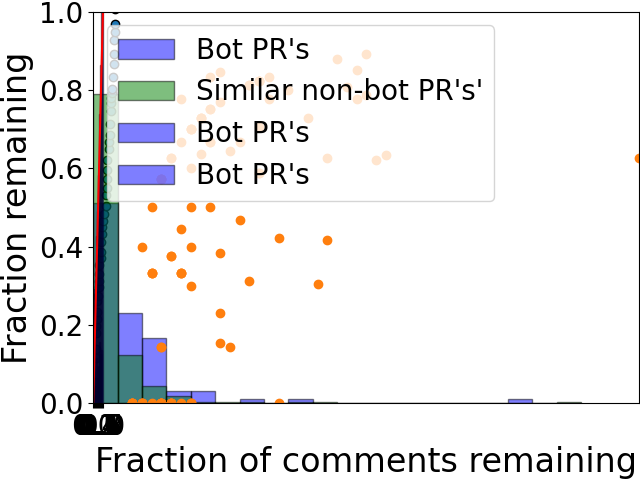 1.0
0.8
0.6
0.4
0.2
0.0
Fraction remaining
Bot PR's
Similar non-bot PR's'
Bot PR's
Bot PR's
Fraction of comments remaining